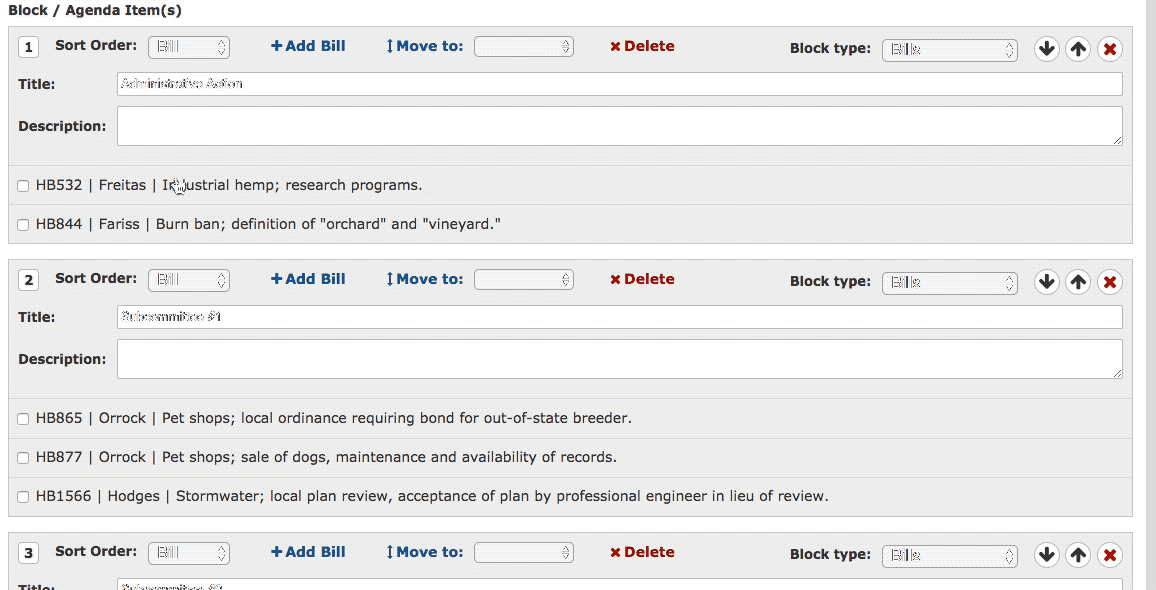 Block / Agenda Item(s)
1 Sort Order: Bill Add Bill Move to: Delete Block type: Bills
Title: Administrative Action
Description:
HB532 | Freitas | Industrial hemp; research programs.
HB844 | Fariss | Burn ban; definition of "orchard" and "vineyard."
2 Sort Order: Bill Add Bill Move to: Delete Block type: Bills
Title: Subcommittee #1
Description:
HB865 | Orrock | Pet shops; local ordinance requiring bond for out-of-state breeder.
HB877 | Orrock | Pet shops; sale of dogs, maintenance and availability of records.
HB1566 | Hodges | Stormwater; local plan review, acceptance of plan by professional engineer in lieu of review.
3 Sort Order: Bill Add Bill Move to: Delete Block type: Bills
Title: Subcommittee